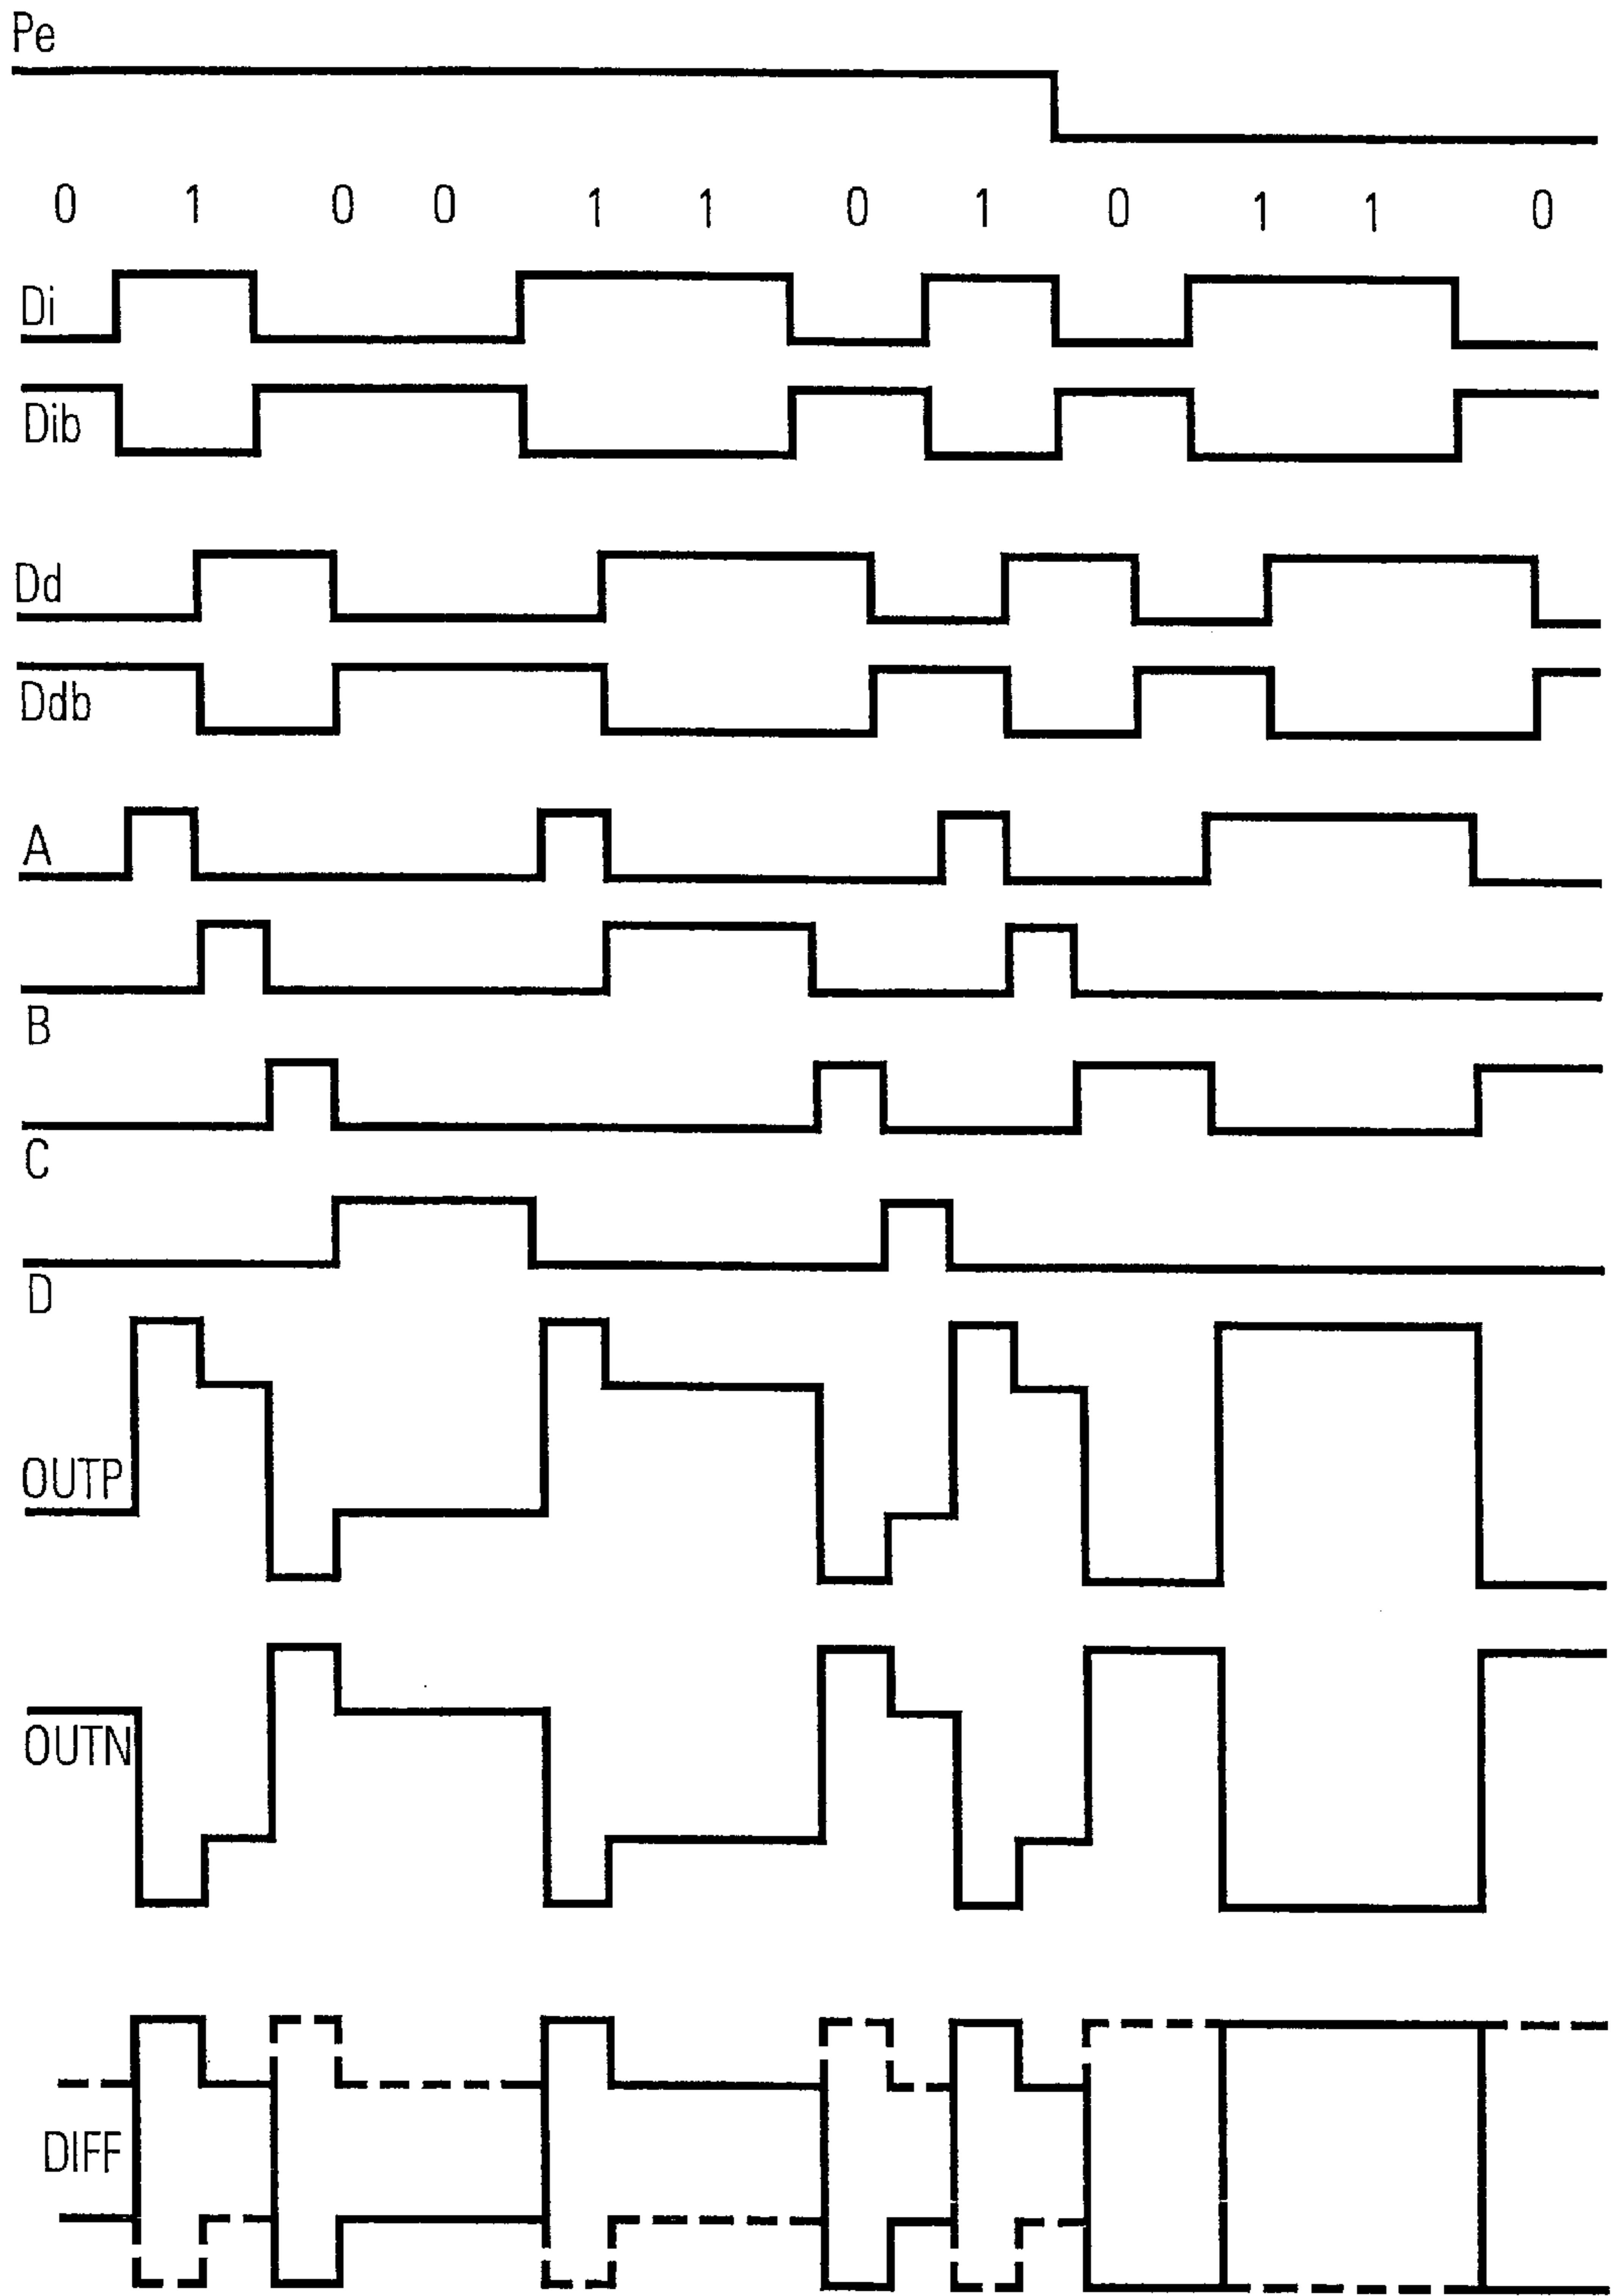 Pe
0 1 0 0 1 1 0 1 0 1 1 0
Di
Dib
Dd
Ddb
A
B
C
D
OUTP
OUTN
DIFF